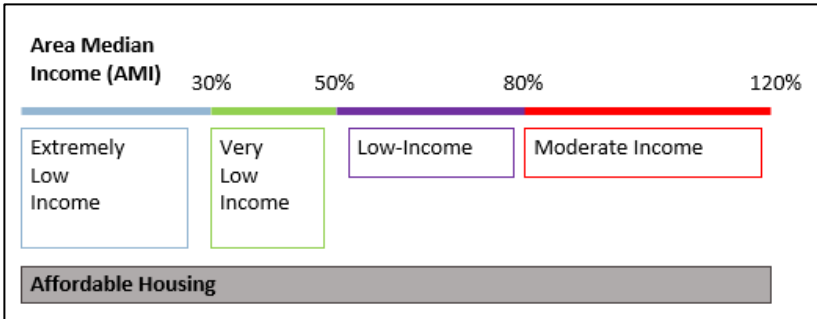 Area Median
Income (AMI)
30%
50%
80%
120%
Extremely
Low
Income
Very
Low
Income
Low-Income
Moderate Income
Affordable Housing